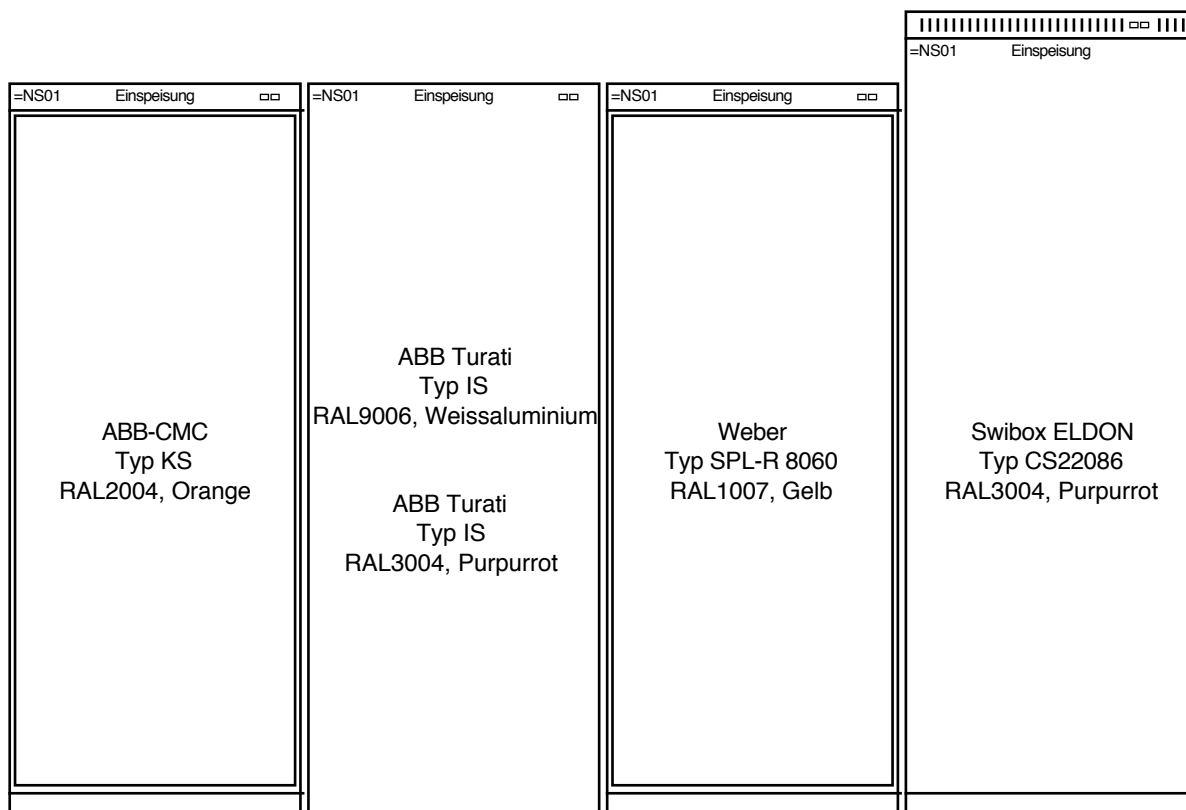 =NS01 Einspeisung
ABB-CMC
Typ KS
RAL2004, Orange
=NS01 Einspeisung
ABB Turati
Typ IS
RAL9006, Weissaluminium
ABB Turati
Typ IS
RAL3004, Purpurrot
=NS01 Einspeisung
Weber
Typ SPL-R 8060
RAL1007, Gelb
=NS01 Einspeisung
Swibox ELDON
Typ CS22086
RAL3004, Purpurrot